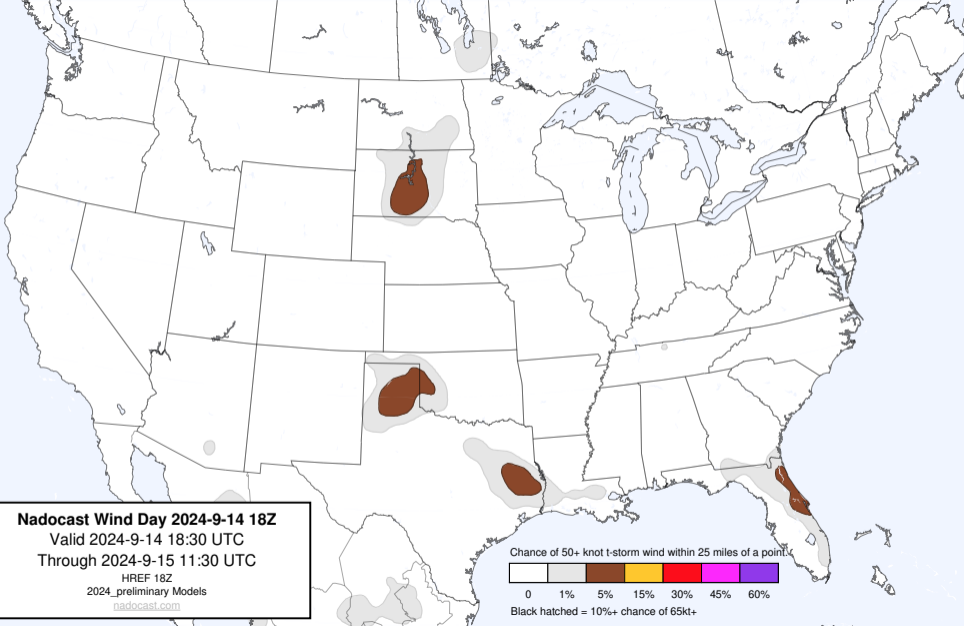 Nadocast Wind Day 2024-9-14 18Z
Valid 2024-9-14 18:30 UTC
Through 2024-9-15 11:30 UTC
HREF 18Z
2024_preliminary Models
nadocast.com
Chance of 50+ knot t-storm wind within 25 miles of a point.
0 1% 5% 15% 30% 45% 60%
Black hatched = 10%+ chance of 65kt+